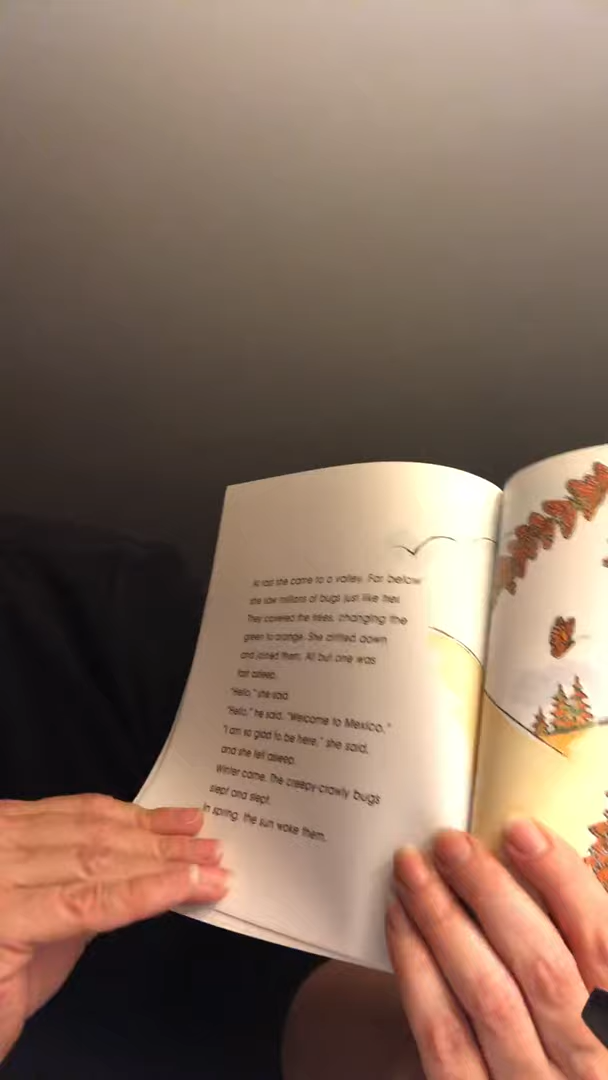 At last she came to a valley. Far below
she saw millions of bugs just like her.
They covered the trees, changing the
green to orange. She drifted down
and joined them. All but one was
fast asleep.
"Hello," she said.
"Hello," he said. "Welcome to Mexico."
"I am so glad to be here," she said,
and she fell asleep.
Winter came. The creepy-crawly bugs
slept and slept.
In spring, the sun woke them.